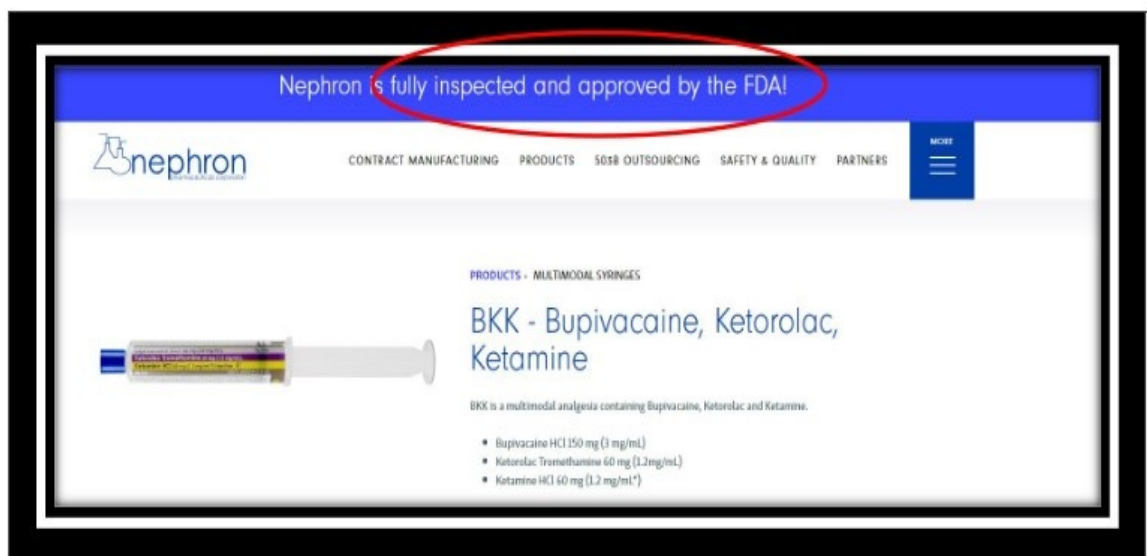 Nephron is fully inspected and approved by the FDA!
nephron
CONTRACT MANUFACTURING PRODUCTS 503B OUTSOURCING SAFETY & QUALITY PARTNERS MORE
PRODUCTS - MULTIMODAL SYRINGES
BKK - Bupivacaine, Ketorolac,
Ketamine
BKK is a multimodal analgesia containing Bupivacaine, Ketorolac and Ketamine.
• Bupivacaine HCl 150 mg (3 mg/mL)
• Ketorolac Tromethamine 60 mg (1.2mg/mL)
• Ketamine HCl 60 mg (1.2 mg/mL*)